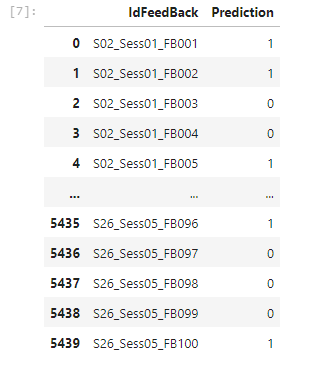 [7]: IdFeedBack Prediction
0 S02_Sess01_FB001 1
1 S02_Sess01_FB002 1
2 S02_Sess01_FB003 0
3 S02_Sess01_FB004 0
4 S02_Sess01_FB005 1
... ... ...
5435 S26_Sess05_FB096 1
5436 S26_Sess05_FB097 0
5437 S26_Sess05_FB098 0
5438 S26_Sess05_FB099 0
5439 S26_Sess05_FB100 1